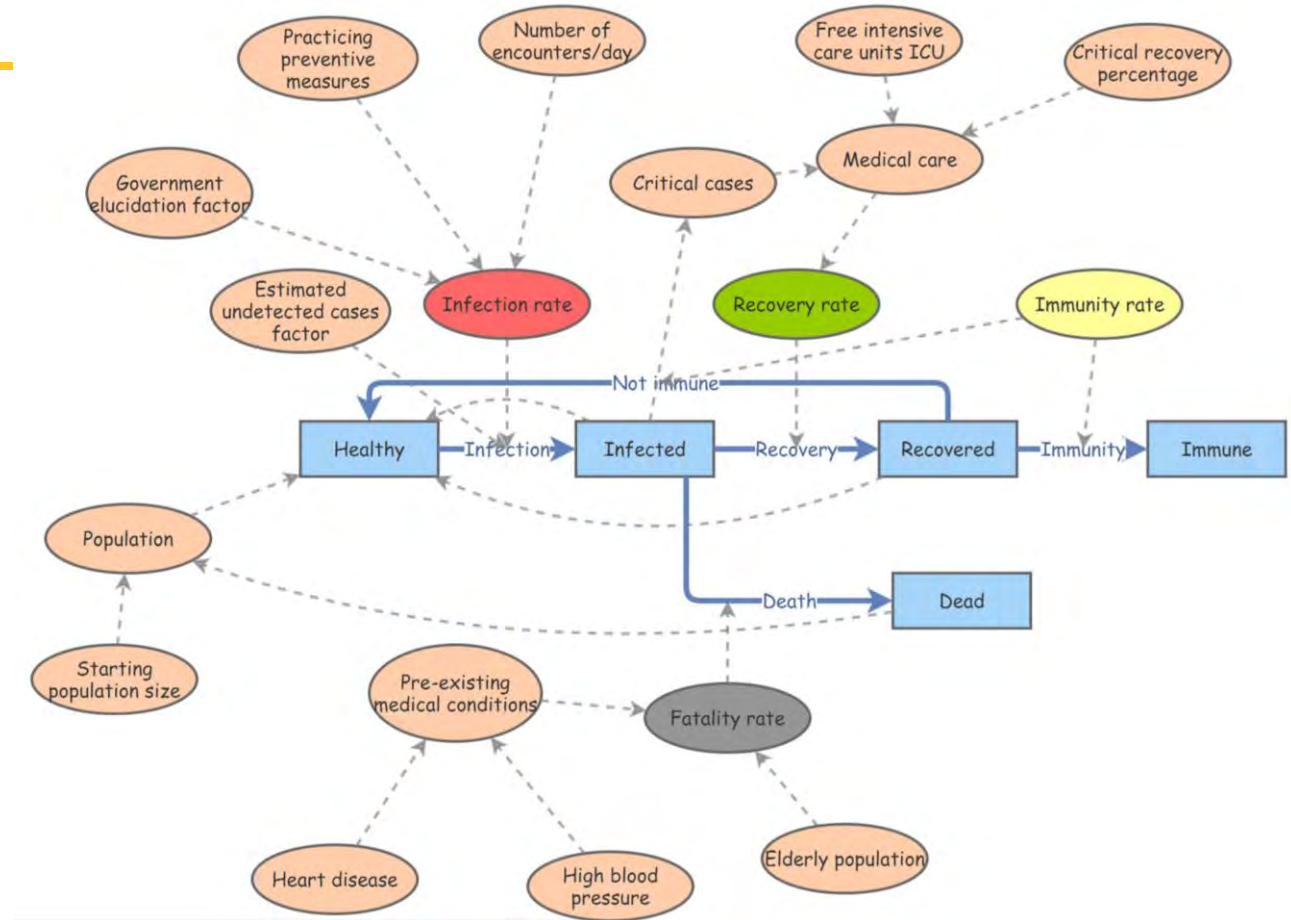 Practicing
preventive
measures
Number of
encounters/day
Free intensive
care units ICU
Critical recovery
percentage
Government
elucidation factor
Critical cases
Medical care
Estimated
undetected cases
factor
Infection rate
Recovery rate
Immunity rate
Not immune
Healthy
Infection
Infected
Recovery
Recovered
Immunity
Immune
Population
Death
Dead
Starting
population size
Pre-existing
medical conditions
Fatality rate
Heart disease
High blood
pressure
Elderly population